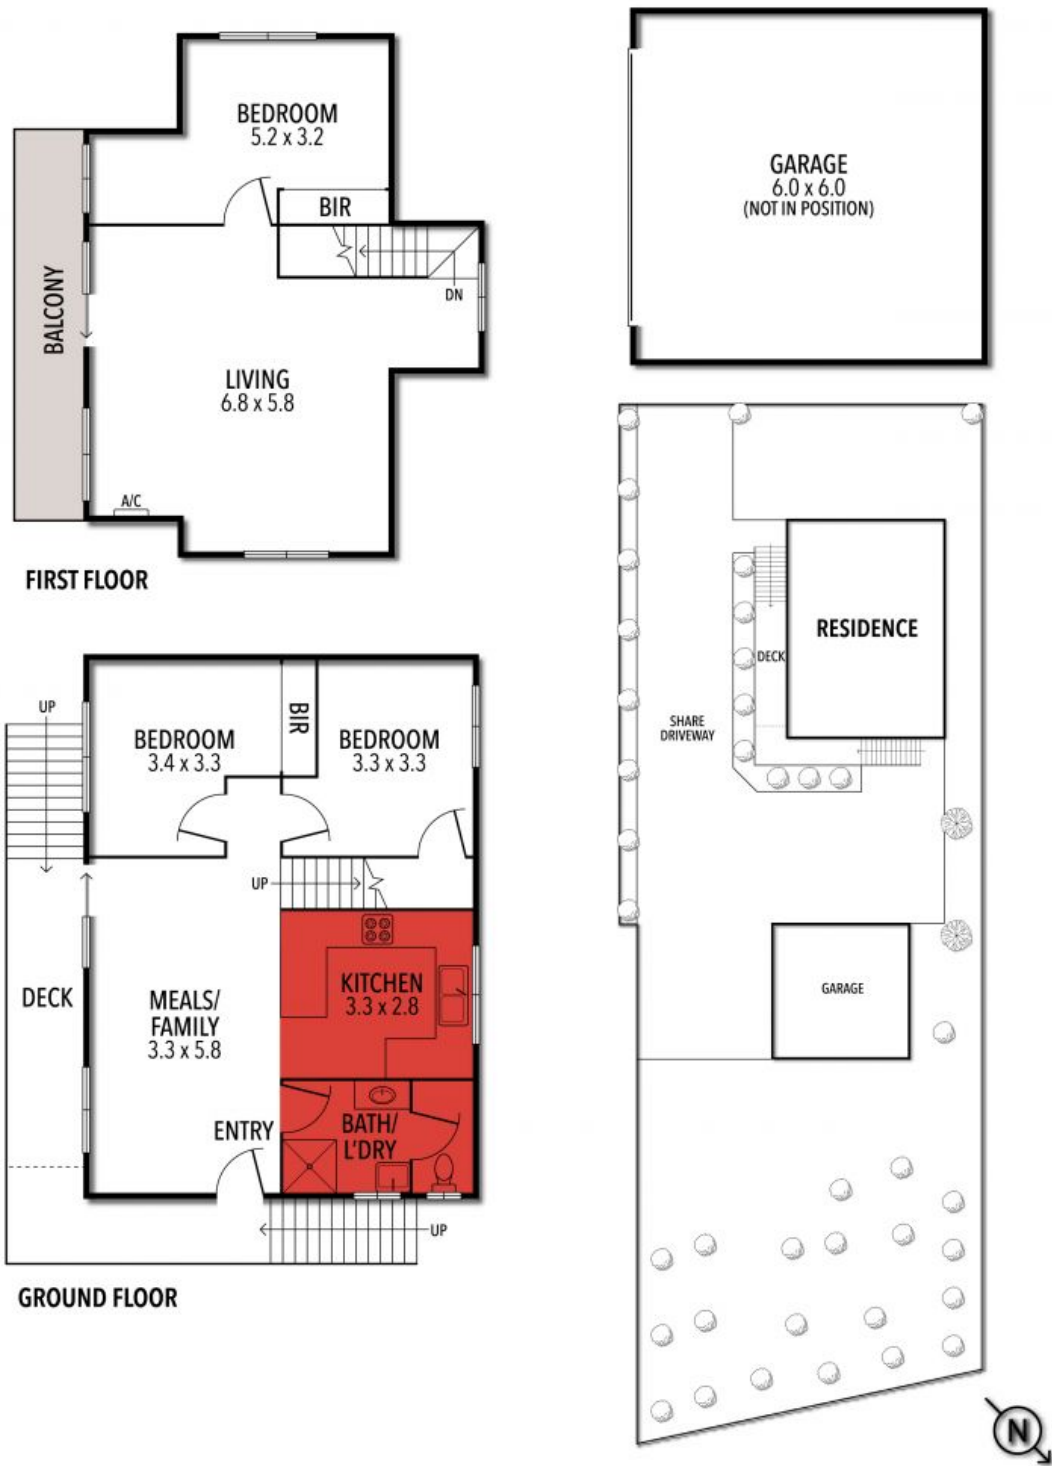 BEDROOM
5.2 x 3.2
BIR
DN
BALCONY
LIVING
6.8 x 5.8
A/C
FIRST FLOOR
GARAGE
6.0 x 6.0
(NOT IN POSITION)
UP
BEDROOM
3.4 x 3.3
BIR
BEDROOM
3.3 x 3.3
UP
DECK
MEALS/
FAMILY
3.3 x 5.8
KITCHEN
3.3 x 2.8
ENTRY
BATH/
L'DRY
UP
GROUND FLOOR
RESIDENCE
DECK
SHARE
DRIVEWAY
GARAGE
N